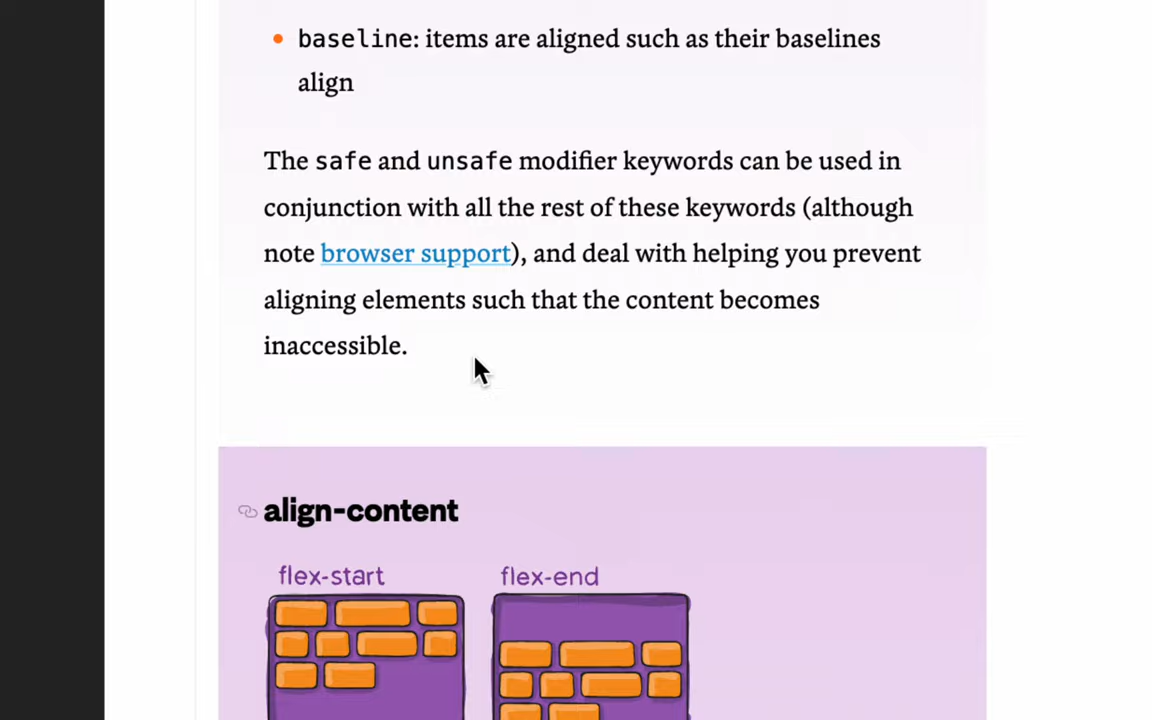 baseline: items are aligned such as their baselines
align
The safe and unsafe modifier keywords can be used in
conjunction with all the rest of these keywords (although
note browser support), and deal with helping you prevent
aligning elements such that the content becomes
inaccessible.
align-content
flex-start
flex-end